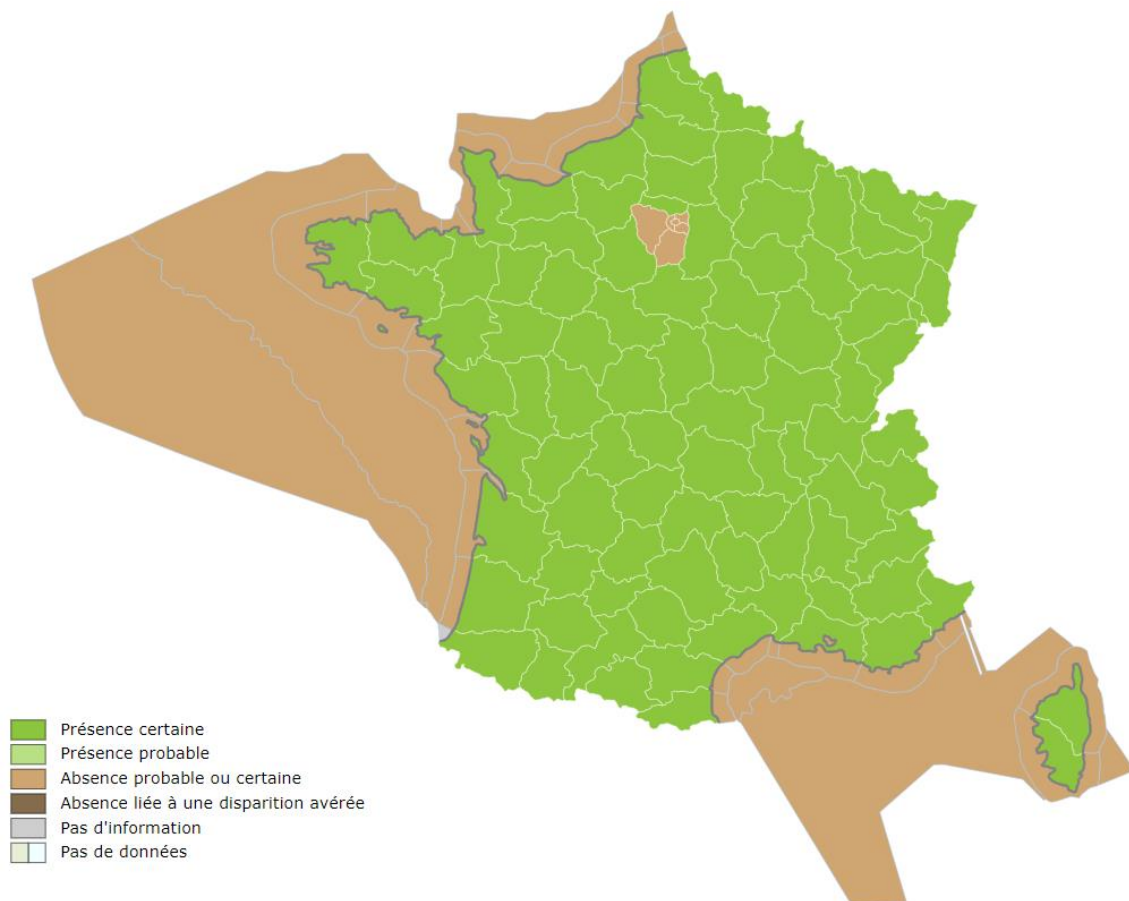 Présence certaine
Présence probable
Absence probable ou certaine
Absence liée à une disparition avérée
Pas d'information
Pas de données